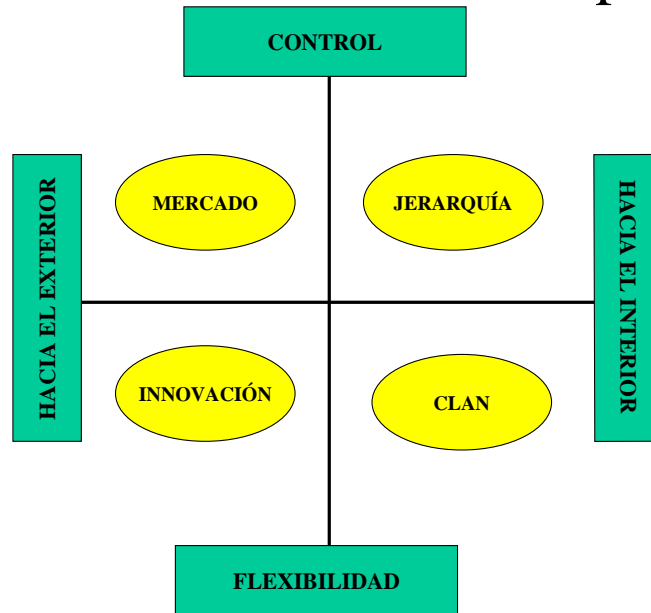 CONTROL
MERCADO
JERARQUÍA
HACIA EL EXTERIOR
HACIA EL INTERIOR
INNOVACIÓN
CLAN
FLEXIBILIDAD